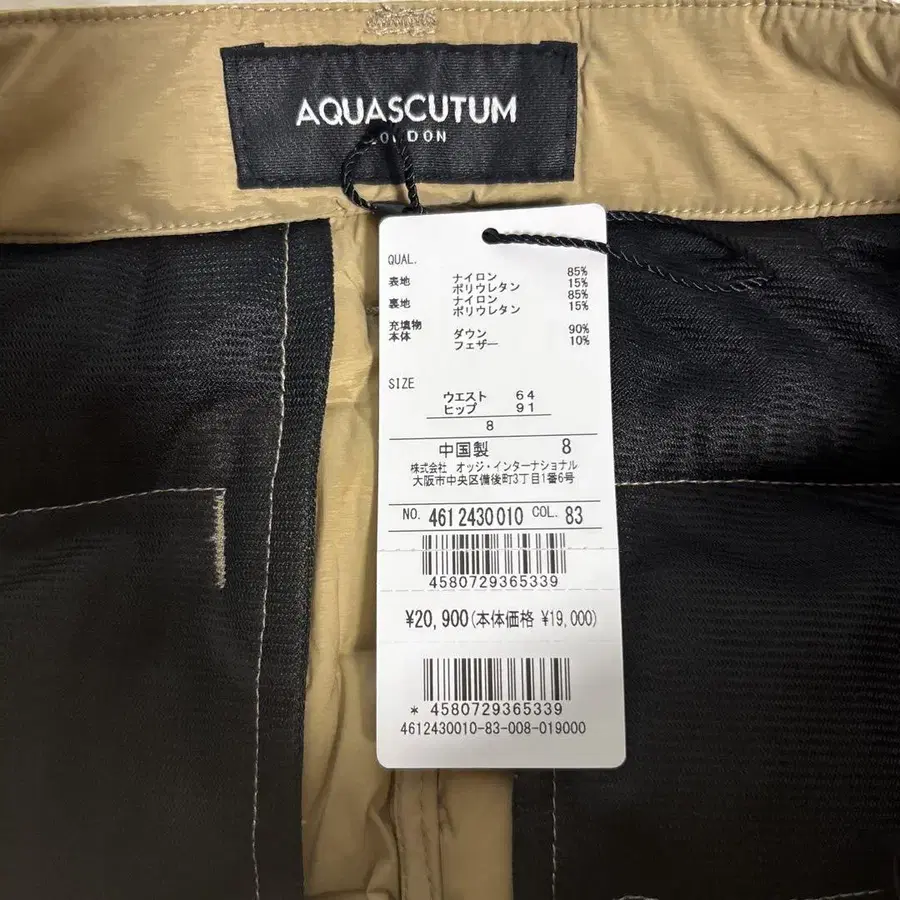 AQUASCUTUM
LONDON
QUAL.
表地 ナイロン 85%
ポリウレタン 15%
裏地 ナイロン 85%
ポリウレタン 15%
充填物
本体 ダウン 90%
フェザー 10%
SIZE
ウエスト 64
ヒップ 91
8
中国製 8
株式会社 オッジ・インターナショナル
大阪市中央区備後町3丁目1番6号
NO. 4612430010 COL. 83
4580729365339
¥20,900(本体価格 ¥19,000)
* 4580729365339
4612430010-83-008-019000